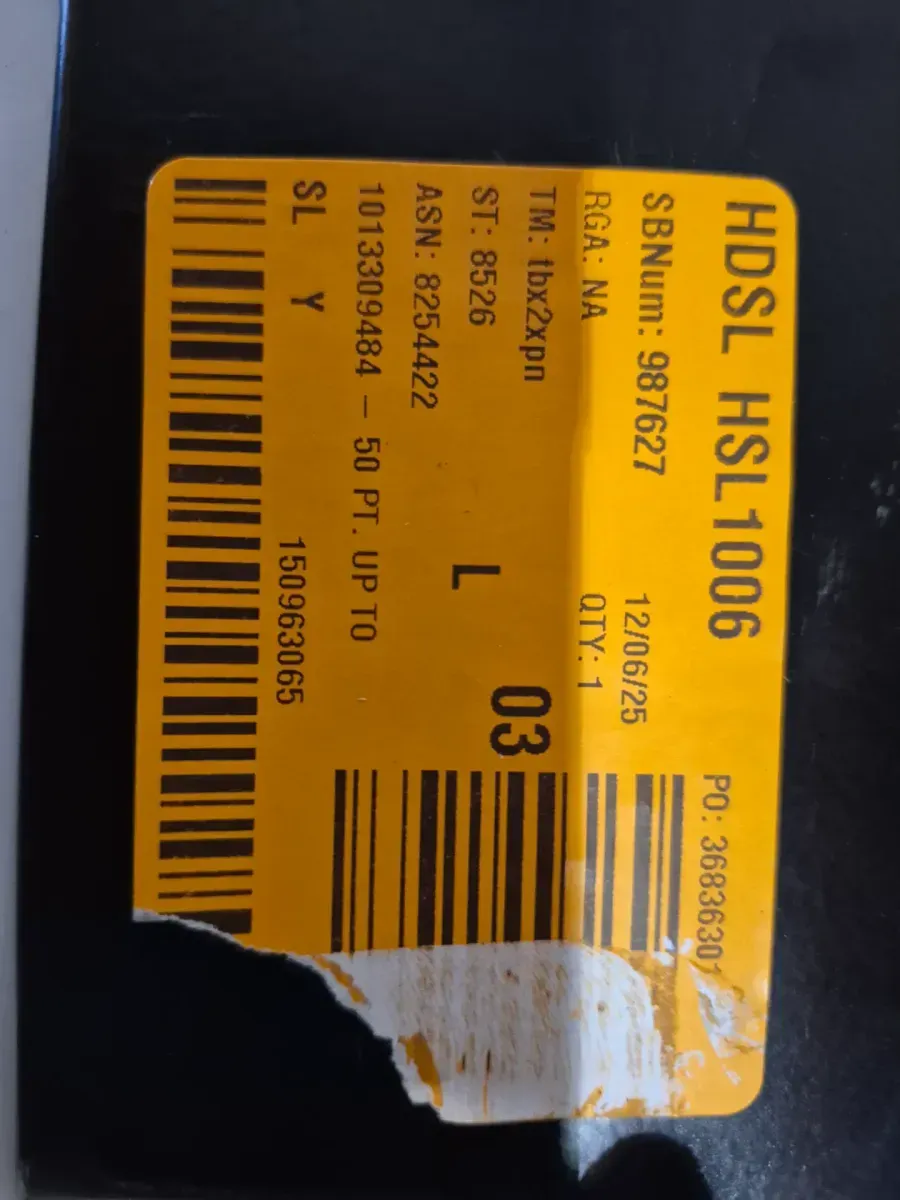 HDSL HSL1006
PO: 36836301
SBNum: 987627 12/06/25
RGA: NA QTY: 1
TM: tbx2xpn 03
ST: 8526 L
ASN: 8254422
1013309484 - 50 PT. UP TO
SL Y 150963065